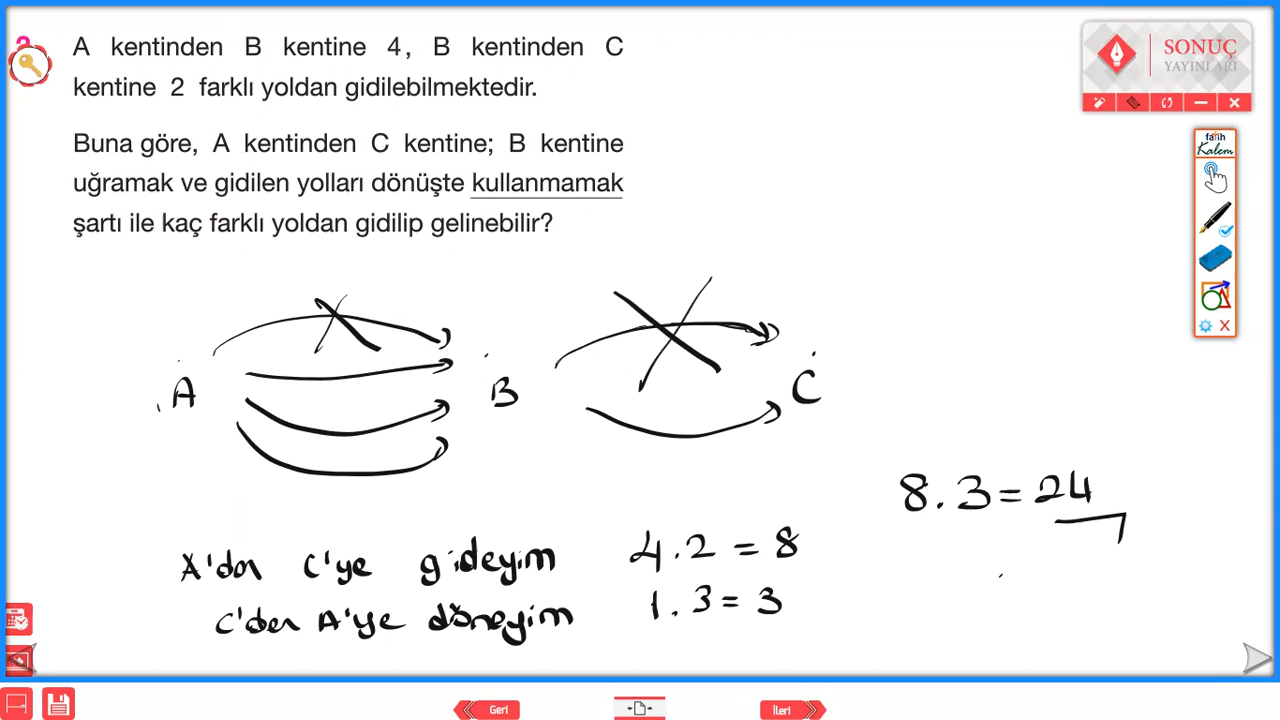 A kentinden B kentine 4, B kentinden C
kentine 2 farklı yoldan gidilebilmektedir.
Buna göre, A kentinden C kentine; B kentine
uğramak ve gidilen yolları dönüşte kullanmamak
şartı ile kaç farklı yoldan gidilip gelinebilir?
SONUÇ
YAYINLARI
fatih
Kalem
A B C
8.3=24
A'dan C'ye gideyim 4.2=8
C'den A'ye döneyim 1.3=3
Geri
İleri